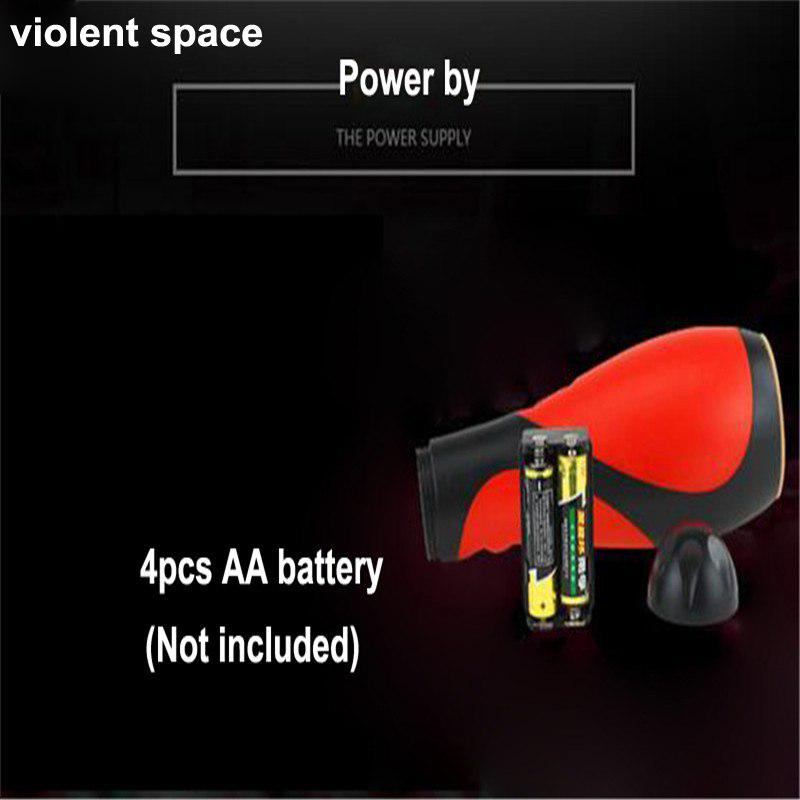 violent space
Power by
THE POWER SUPPLY
4pcs AA battery
(Not included)